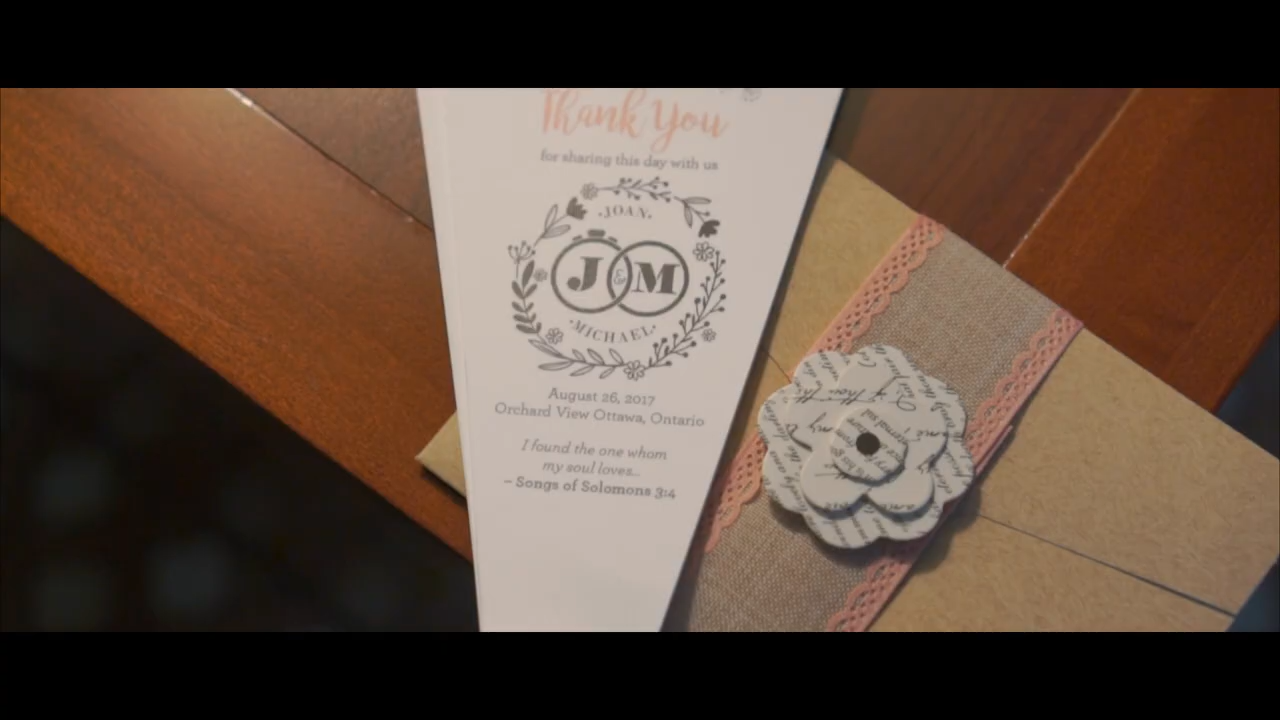 Thank You
for sharing this day with us
·JOAN·
J & M
·MICHAEL·
August 26, 2017
Orchard View Ottawa, Ontario
I found the one whom
my soul loves...
– Songs of Solomons 3:4